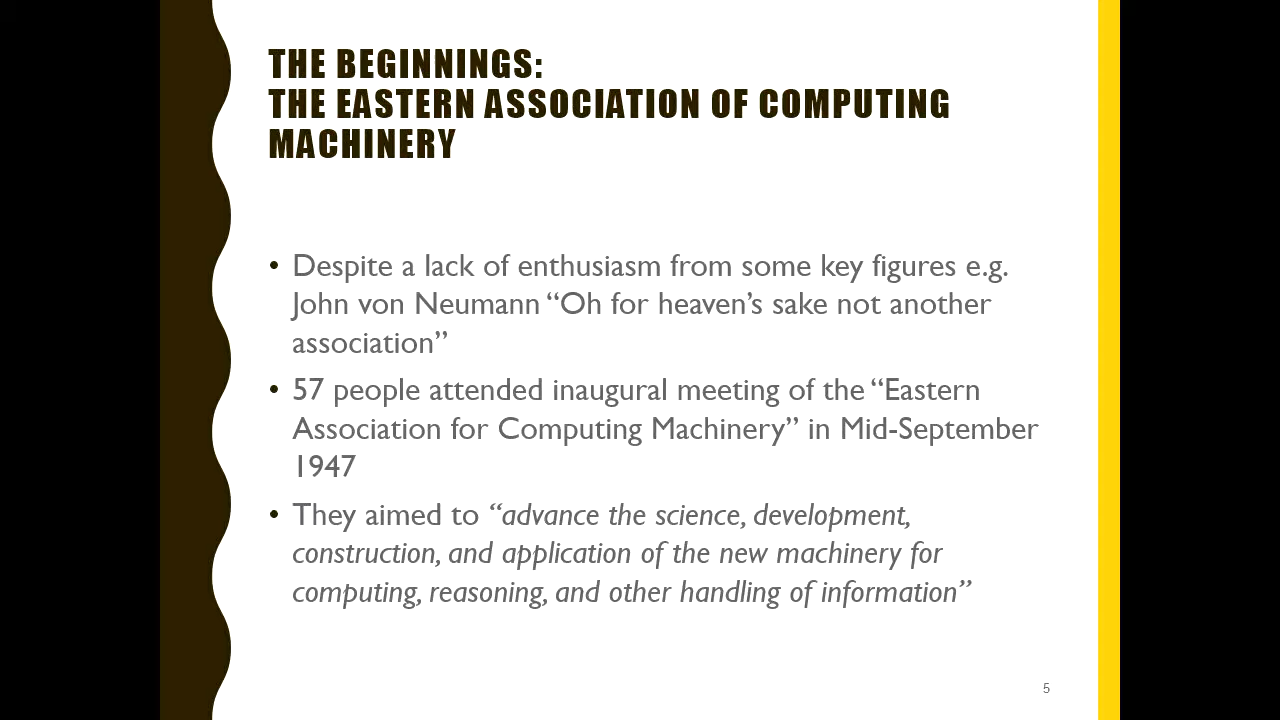 THE BEGINNINGS:
THE EASTERN ASSOCIATION OF COMPUTING
MACHINERY
• Despite a lack of enthusiasm from some key figures e.g.
John von Neumann “Oh for heaven’s sake not another
association”
• 57 people attended inaugural meeting of the “Eastern
Association for Computing Machinery” in Mid-September
1947
• They aimed to “advance the science, development,
construction, and application of the new machinery for
computing, reasoning, and other handling of information”
5